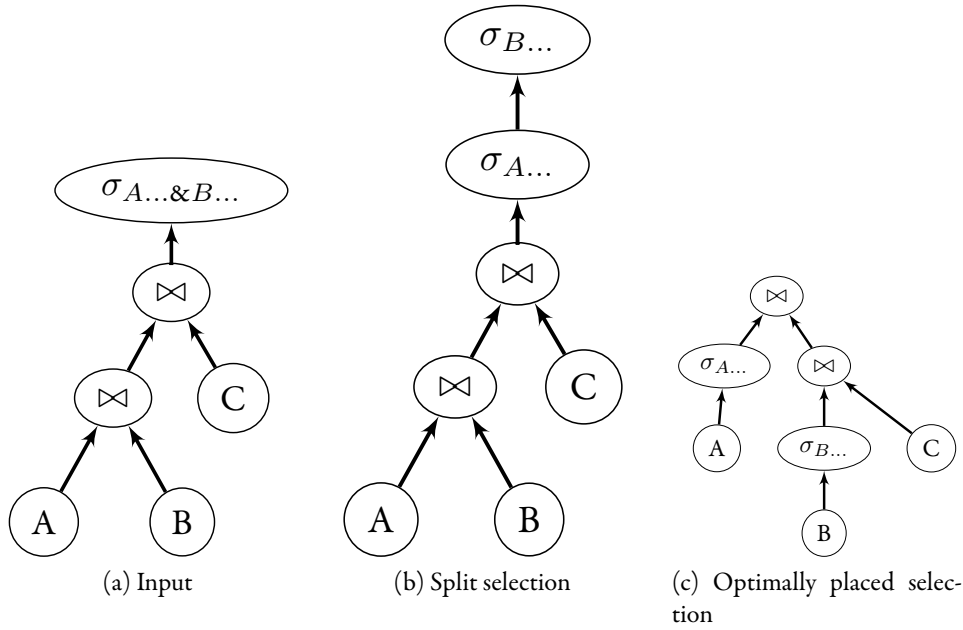 σB...
σA...
σA...&B...
⋈
⋈
⋈
⋈
C
⋈
C
σA...
⋈
A
B
A
B
A
σB...
C
B
(a) Input
(b) Split selection
(c) Optimally placed selec-
tion